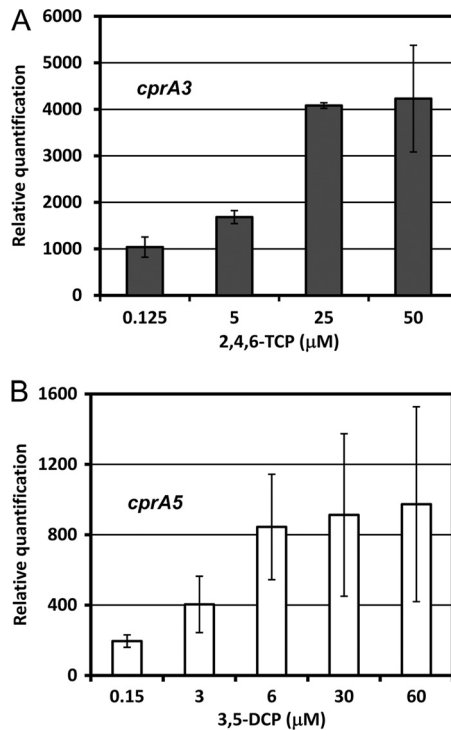 A
6000
5000
4000
3000
2000
1000
0
Relative quantification
cprA3
0.125 5 25 50
2,4,6-TCP (μM)
B
1600
1200
800
400
0
Relative quantification
cprA5
0.15 3 6 30 60
3,5-DCP (μM)